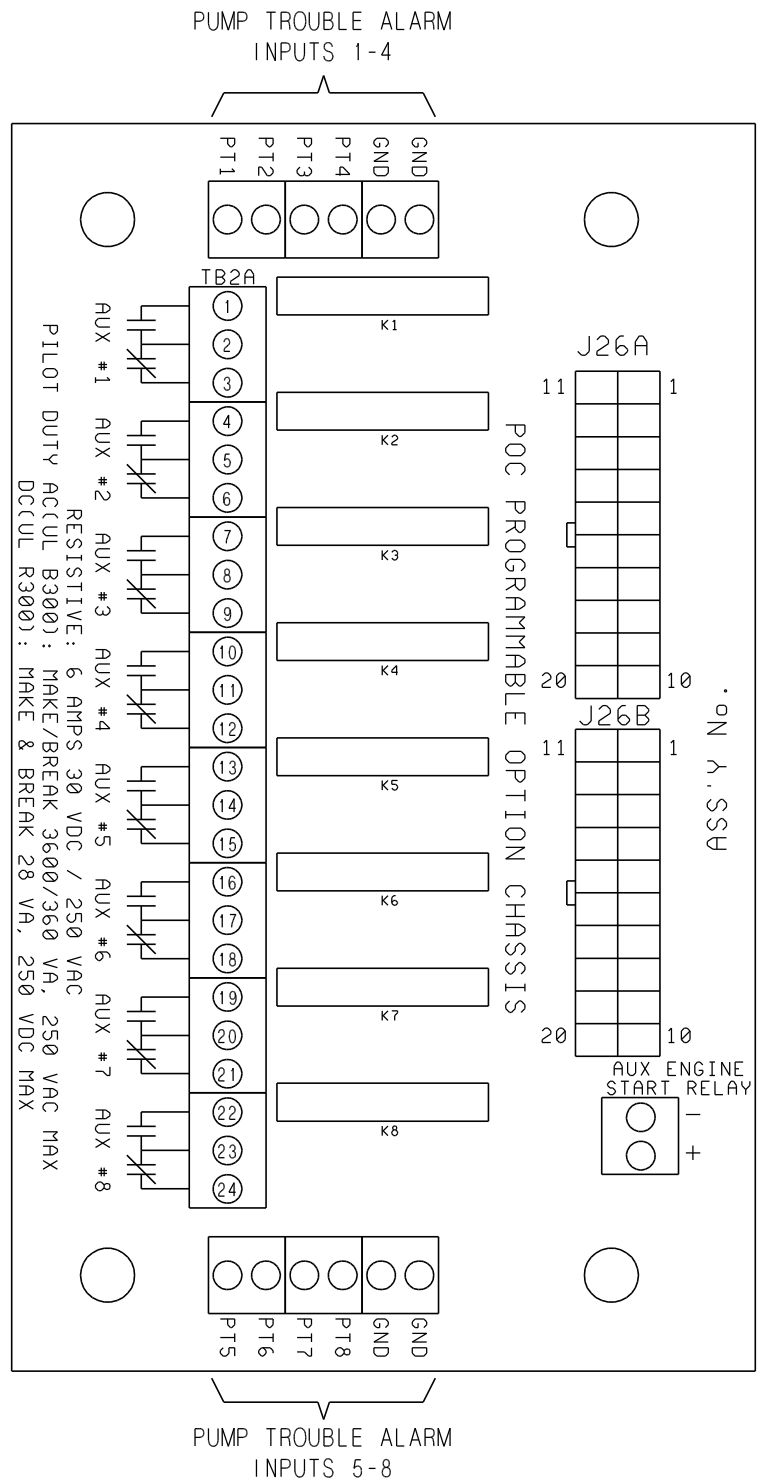 PUMP TROUBLE ALARM
INPUTS 1-4
PT1 PT2 PT3 PT4 GND GND
TB2A
1
2
3
4
5
6
7
8
9
10
11
12
13
14
15
16
17
18
19
20
21
22
23
24
AUX #1
AUX #2
AUX #3
AUX #4
AUX #5
AUX #6
AUX #7
AUX #8
RESISTIVE: 6 AMPS 30 VDC / 250 VAC
PILOT DUTY AC(UL B300): MAKE/BREAK 3600/360 VA, 250 VAC MAX
DC(UL R300): MAKE & BREAK 28 VA, 250 VDC MAX
K1
K2
K3
K4
K5
K6
K7
K8
POC PROGRAMMABLE OPTION CHASSIS
J26A
11 1
20 10
J26B
11 1
20 10
ASS'Y No.
AUX ENGINE
START RELAY
-
+
PT5 PT6 PT7 PT8 GND GND
PUMP TROUBLE ALARM
INPUTS 5-8